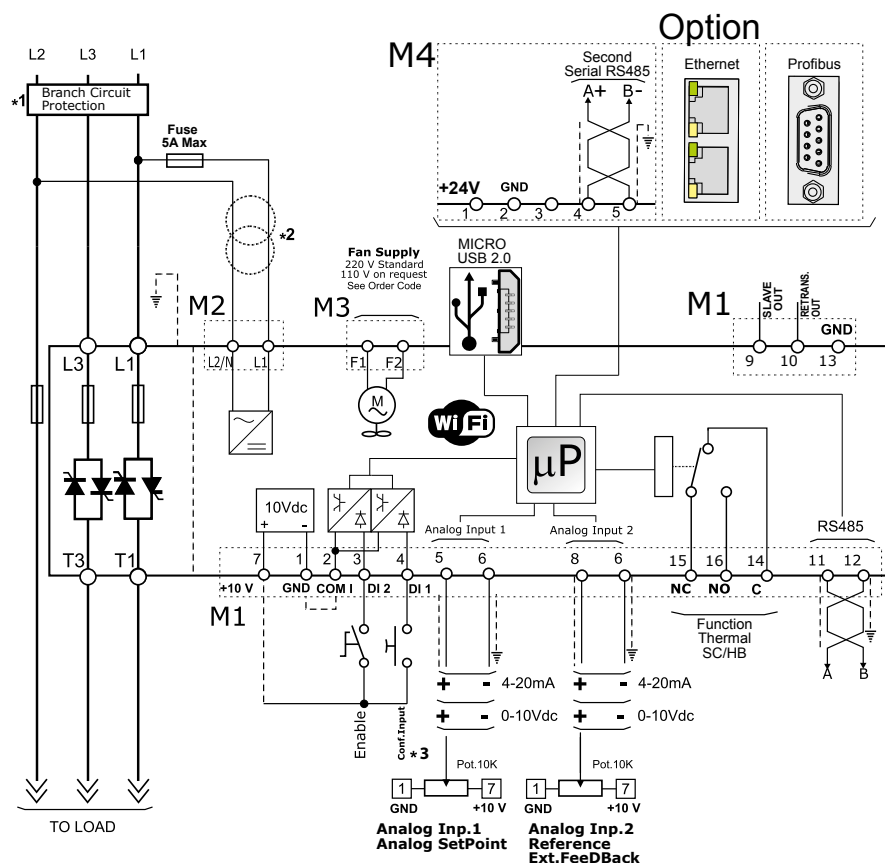 Option
L2 L3 L1
M4
Second
Serial RS485
A+ B-
Ethernet
Profibus
*1
Branch Circuit
Protection
Fuse
5A Max
+24V
GND
1 2 3 4 5
*2
Fan Supply
220 V Standard
110 V on request
See Order Code
MICRO
USB 2.0
M2
M3
M1
SLAVE
OUT
RETRANS.
OUT
GND
9 10 13
L3 L1
L2/N L1
F1 F2
M
Wi Fi
µP
10Vdc
+ -
Analog Input 1
Analog Input 2
RS485
T3 T1
7 1 2 3 4 5 6 8 6 15 16 14 11 12
+10 V GND COM I DI 2 DI 1
NC NO C
M1
Function
Thermal
SC/HB
A B
+ - 4-20mA
+ - 4-20mA
+ - 0-10Vdc
+ - 0-10Vdc
Enable
Conf.Input
*3
Pot.10K
Pot.10K
1 7
1 7
GND +10 V
GND +10 V
TO LOAD
Analog Inp.1
Analog SetPoint
Analog Inp.2
Reference
Ext.FeeDBack